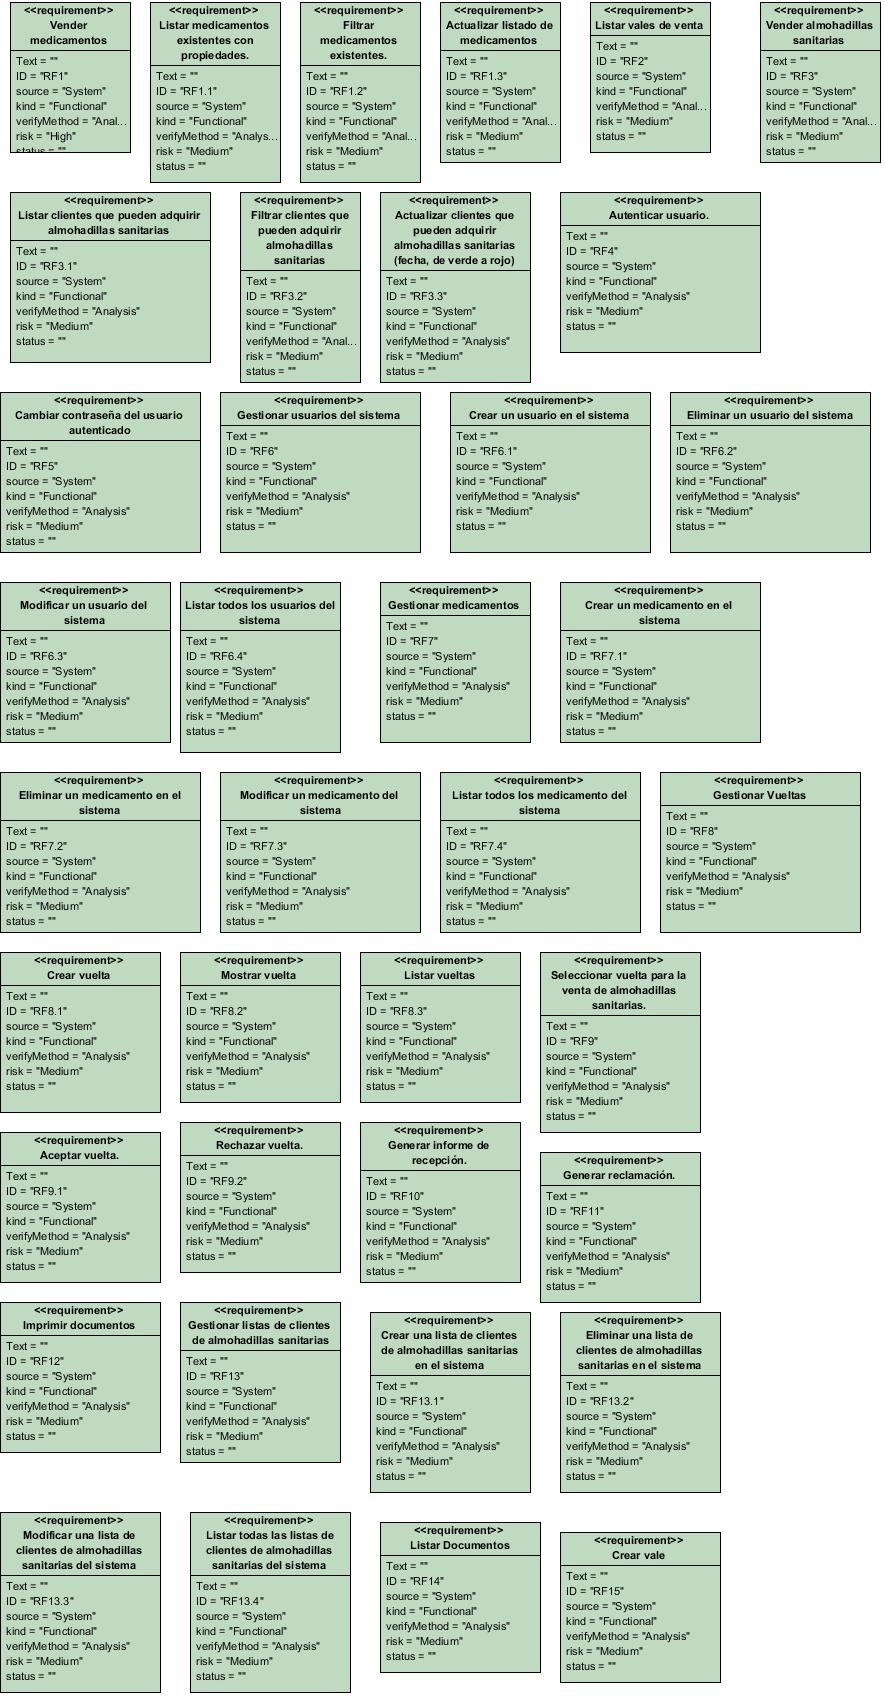 <<requirement>>
Vender
medicamentos
Text = ""
ID = "RF1"
source = "System"
kind = "Functional"
verifyMethod = "Anal...
risk = "High"
status = ""
<<requirement>>
Listar medicamentos
existentes con
propiedades.
Text = ""
ID = "RF1.1"
source = "System"
kind = "Functional"
verifyMethod = "Analys...
risk = "Medium"
status = ""
<<requirement>>
Filtrar
medicamentos
existentes.
Text = ""
ID = "RF1.2"
source = "System"
kind = "Functional"
verifyMethod = "Anal...
risk = "Medium"
status = ""
<<requirement>>
Actualizar listado de
medicamentos
Text = ""
ID = "RF1.3"
source = "System"
kind = "Functional"
verifyMethod = "Anal...
risk = "Medium"
status = ""
<<requirement>>
Listar vales de venta
Text = ""
ID = "RF2"
source = "System"
kind = "Functional"
verifyMethod = "Anal...
risk = "Medium"
status = ""
<<requirement>>
Vender almohadillas
sanitarias
Text = ""
ID = "RF3"
source = "System"
kind = "Functional"
verifyMethod = "Anal...
risk = "Medium"
status = ""
<<requirement>>
Listar clientes que pueden adquirir
almohadillas sanitarias
Text = ""
ID = "RF3.1"
source = "System"
kind = "Functional"
verifyMethod = "Analysis"
risk = "Medium"
status = ""
<<requirement>>
Filtrar clientes que
pueden adquirir
almohadillas
sanitarias
Text = ""
ID = "RF3.2"
source = "System"
kind = "Functional"
verifyMethod = "Anal...
risk = "Medium"
status = ""
<<requirement>>
Actualizar clientes que
pueden adquirir
almohadillas sanitarias
(fecha, de verde a rojo)
Text = ""
ID = "RF3.3"
source = "System"
kind = "Functional"
verifyMethod = "Analysis"
risk = "Medium"
status = ""
<<requirement>>
Autenticar usuario.
Text = ""
ID = "RF4"
source = "System"
kind = "Functional"
verifyMethod = "Analysis"
risk = "Medium"
status = ""
<<requirement>>
Cambiar contraseña del usuario
autenticado
Text = ""
ID = "RF5"
source = "System"
kind = "Functional"
verifyMethod = "Analysis"
risk = "Medium"
status = ""
<<requirement>>
Gestionar usuarios del sistema
Text = ""
ID = "RF6"
source = "System"
kind = "Functional"
verifyMethod = "Analysis"
risk = "Medium"
status = ""
<<requirement>>
Crear un usuario en el sistema
Text = ""
ID = "RF6.1"
source = "System"
kind = "Functional"
verifyMethod = "Analysis"
risk = "Medium"
status = ""
<<requirement>>
Eliminar un usuario del sistema
Text = ""
ID = "RF6.2"
source = "System"
kind = "Functional"
verifyMethod = "Analysis"
risk = "Medium"
status = ""
<<requirement>>
Modificar un usuario del
sistema
Text = ""
ID = "RF6.3"
source = "System"
kind = "Functional"
verifyMethod = "Analysis"
risk = "Medium"
status = ""
<<requirement>>
Listar todos los usuarios del
sistema
Text = ""
ID = "RF6.4"
source = "System"
kind = "Functional"
verifyMethod = "Analysis"
risk = "Medium"
status = ""
<<requirement>>
Gestionar medicamentos
Text = ""
ID = "RF7"
source = "System"
kind = "Functional"
verifyMethod = "Analysis"
risk = "Medium"
status = ""
<<requirement>>
Crear un medicamento en el
sistema
Text = ""
ID = "RF7.1"
source = "System"
kind = "Functional"
verifyMethod = "Analysis"
risk = "Medium"
status = ""
<<requirement>>
Eliminar un medicamento en el
sistema
Text = ""
ID = "RF7.2"
source = "System"
kind = "Functional"
verifyMethod = "Analysis"
risk = "Medium"
status = ""
<<requirement>>
Modificar un medicamento del
sistema
Text = ""
ID = "RF7.3"
source = "System"
kind = "Functional"
verifyMethod = "Analysis"
risk = "Medium"
status = ""
<<requirement>>
Listar todos los medicamento del
sistema
Text = ""
ID = "RF7.4"
source = "System"
kind = "Functional"
verifyMethod = "Analysis"
risk = "Medium"
status = ""
<<requirement>>
Gestionar Vueltas
Text = ""
ID = "RF8"
source = "System"
kind = "Functional"
verifyMethod = "Analysis"
risk = "Medium"
status = ""
<<requirement>>
Crear vuelta
Text = ""
ID = "RF8.1"
source = "System"
kind = "Functional"
verifyMethod = "Analysis"
risk = "Medium"
status = ""
<<requirement>>
Mostrar vuelta
Text = ""
ID = "RF8.2"
source = "System"
kind = "Functional"
verifyMethod = "Analysis"
risk = "Medium"
status = ""
<<requirement>>
Listar vueltas
Text = ""
ID = "RF8.3"
source = "System"
kind = "Functional"
verifyMethod = "Analysis"
risk = "Medium"
status = ""
<<requirement>>
Seleccionar vuelta para la
venta de almohadillas
sanitarias.
Text = ""
ID = "RF9"
source = "System"
kind = "Functional"
verifyMethod = "Analysis"
risk = "Medium"
status = ""
<<requirement>>
Aceptar vuelta.
Text = ""
ID = "RF9.1"
source = "System"
kind = "Functional"
verifyMethod = "Analysis"
risk = "Medium"
status = ""
<<requirement>>
Rechazar vuelta.
Text = ""
ID = "RF9.2"
source = "System"
kind = "Functional"
verifyMethod = "Analysis"
risk = "Medium"
status = ""
<<requirement>>
Generar informe de
recepción.
Text = ""
ID = "RF10"
source = "System"
kind = "Functional"
verifyMethod = "Analysis"
risk = "Medium"
status = ""
<<requirement>>
Generar reclamación.
Text = ""
ID = "RF11"
source = "System"
kind = "Functional"
verifyMethod = "Analysis"
risk = "Medium"
status = ""
<<requirement>>
Imprimir documentos
Text = ""
ID = "RF12"
source = "System"
kind = "Functional"
verifyMethod = "Analysis"
risk = "Medium"
status = ""
<<requirement>>
Gestionar listas de clientes
de almohadillas sanitarias
Text = ""
ID = "RF13"
source = "System"
kind = "Functional"
verifyMethod = "Analysis"
risk = "Medium"
status = ""
<<requirement>>
Crear una lista de clientes
de almohadillas sanitarias
en el sistema
Text = ""
ID = "RF13.1"
source = "System"
kind = "Functional"
verifyMethod = "Analysis"
risk = "Medium"
status = ""
<<requirement>>
Eliminar una lista de
clientes de almohadillas
sanitarias en el sistema
Text = ""
ID = "RF13.2"
source = "System"
kind = "Functional"
verifyMethod = "Analysis"
risk = "Medium"
status = ""
<<requirement>>
Modificar una lista de
clientes de almohadillas
sanitarias del sistema
Text = ""
ID = "RF13.3"
source = "System"
kind = "Functional"
verifyMethod = "Analysis"
risk = "Medium"
status = ""
<<requirement>>
Listar todas las listas de
clientes de almohadillas
sanitarias del sistema
Text = ""
ID = "RF13.4"
source = "System"
kind = "Functional"
verifyMethod = "Analysis"
risk = "Medium"
status = ""
<<requirement>>
Listar Documentos
Text = ""
ID = "RF14"
source = "System"
kind = "Functional"
verifyMethod = "Analysis"
risk = "Medium"
status = ""
<<requirement>>
Crear vale
Text = ""
ID = "RF15"
source = "System"
kind = "Functional"
verifyMethod = "Analysis"
risk = "Medium"
status = ""